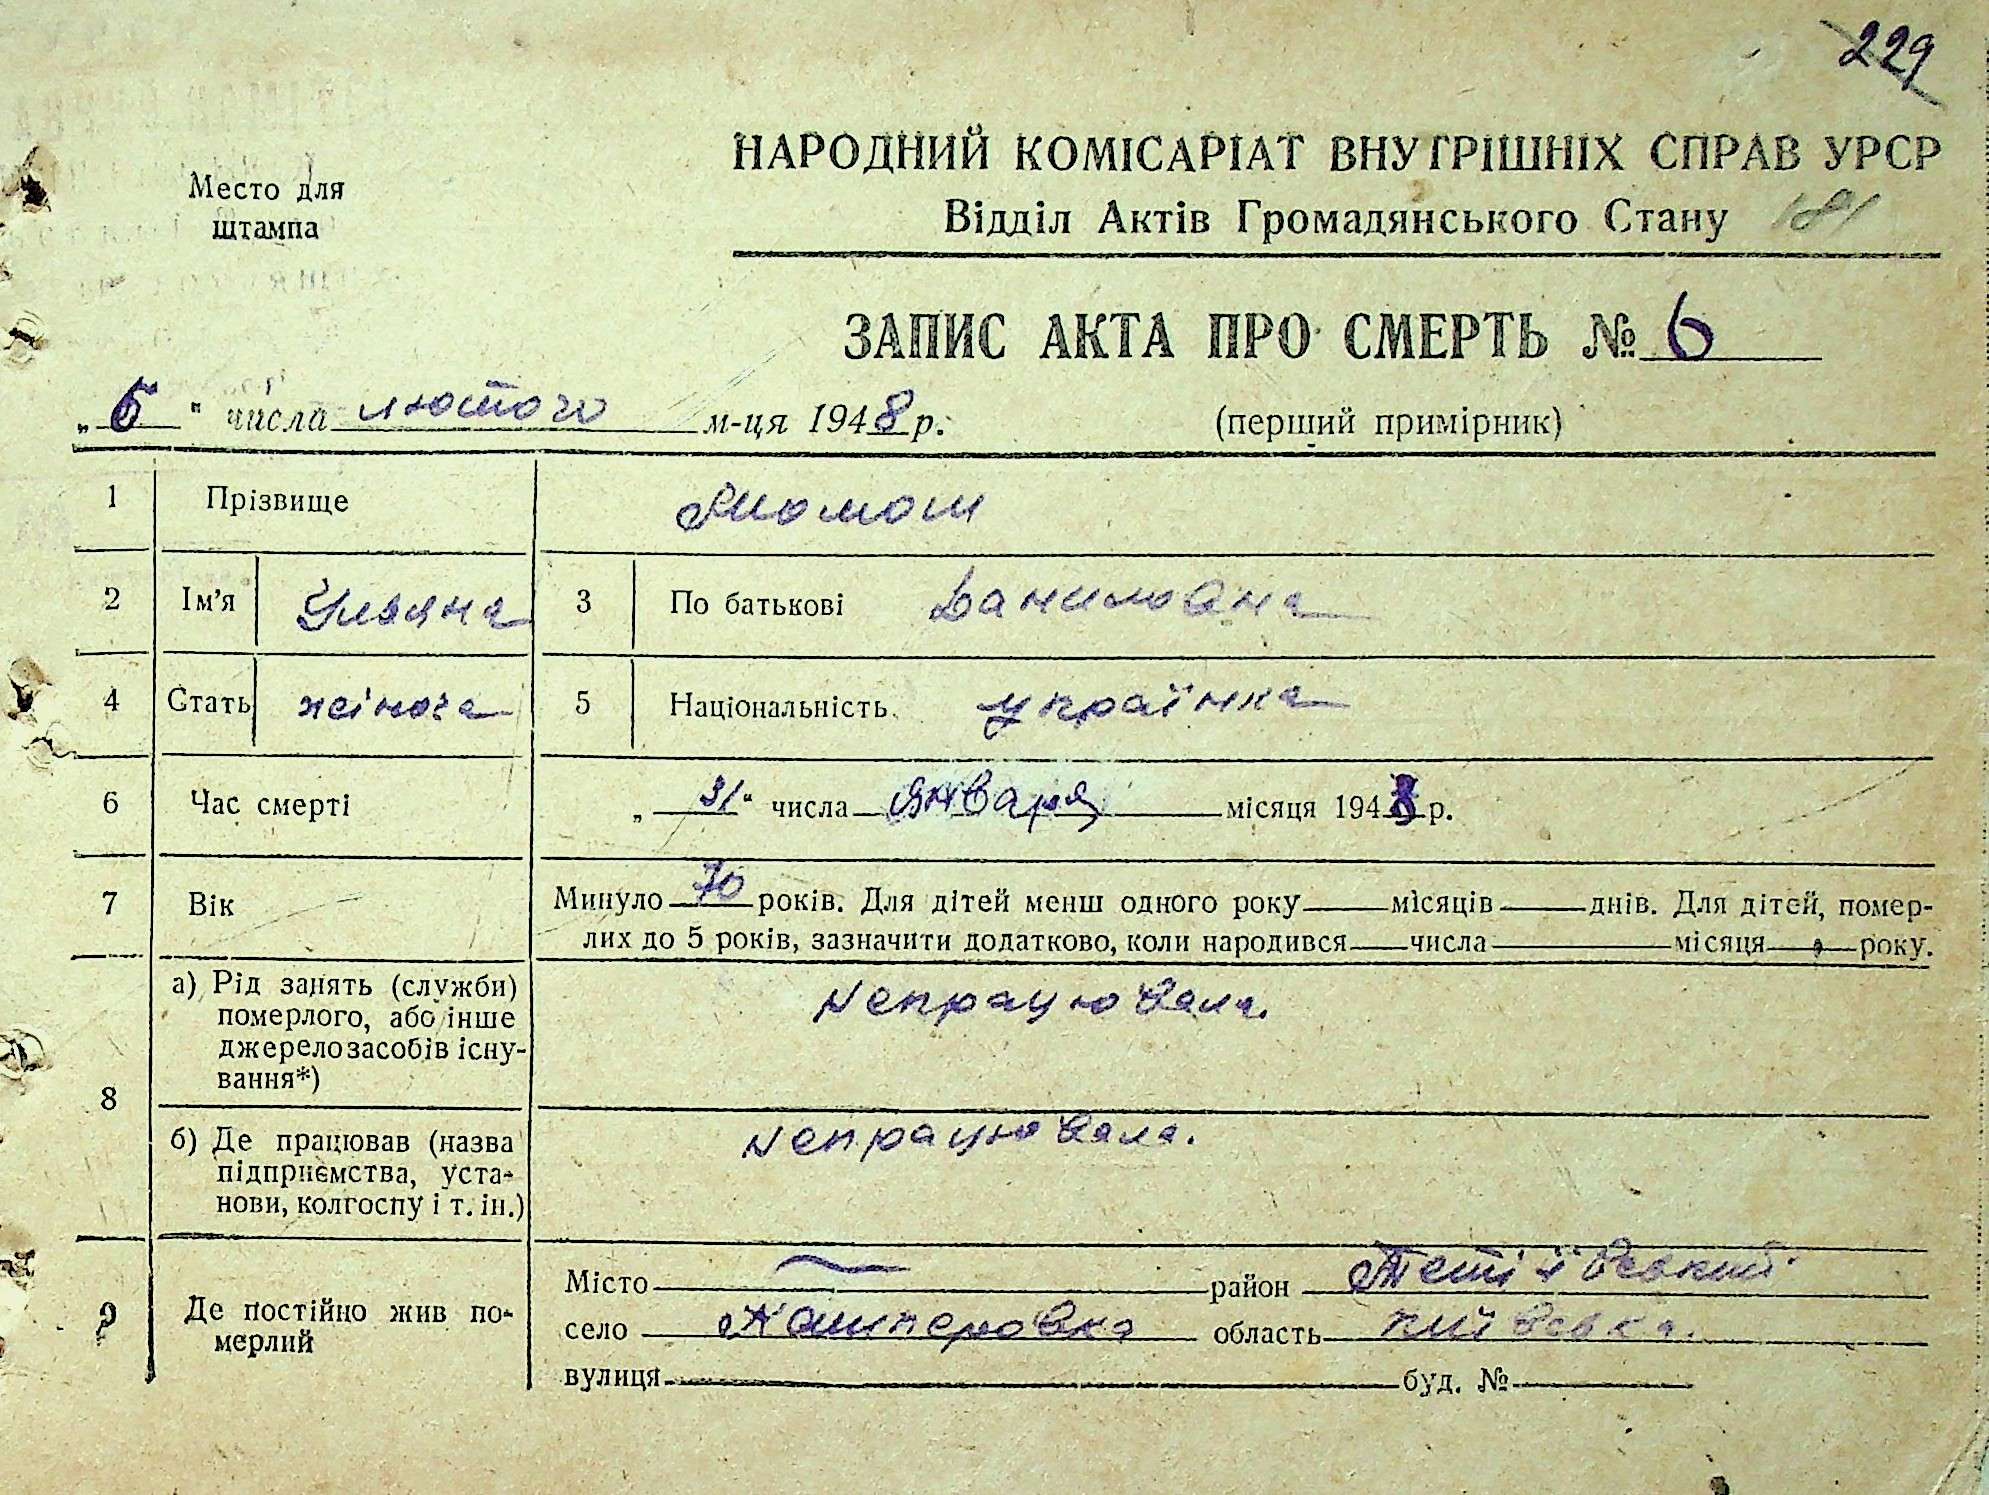 229
Место для
штампа
НАРОДНИЙ КОМІСАРІАТ ВНУТРІШНІХ СПРАВ УРСР
Відділ Актів Громадянського Стану
ЗАПИС АКТА ПРО СМЕРТЬ № 6
„ 6 " числа лютого м-ця 1948 р.
(перший примірник)
1 Прізвище
2 Ім'я Уляяна 3 По батькові Даниловна
4 Стать жіноча 5 Національність українка
6 Час смерті „ 31 " числа января місяця 1948 р.
7 Вік Минуло 70 років. Для дітей менш одного року місяців днів. Для дітей, помер-
лих до 5 років, зазначити додатково, коли народився числа місяця року.
8 а) Рід занять (служби)
померлого, або інше
джерело засобів існу-
вання*)
Непрацювала.
б) Де працював (назва
підприємства, уста-
нови, колгоспу і т. ін.)
Непрацювала.
9 Де постійно жив по-
мерлий
Місто район Тетіївський
село Кашперовка область київська.
вулиця буд. №